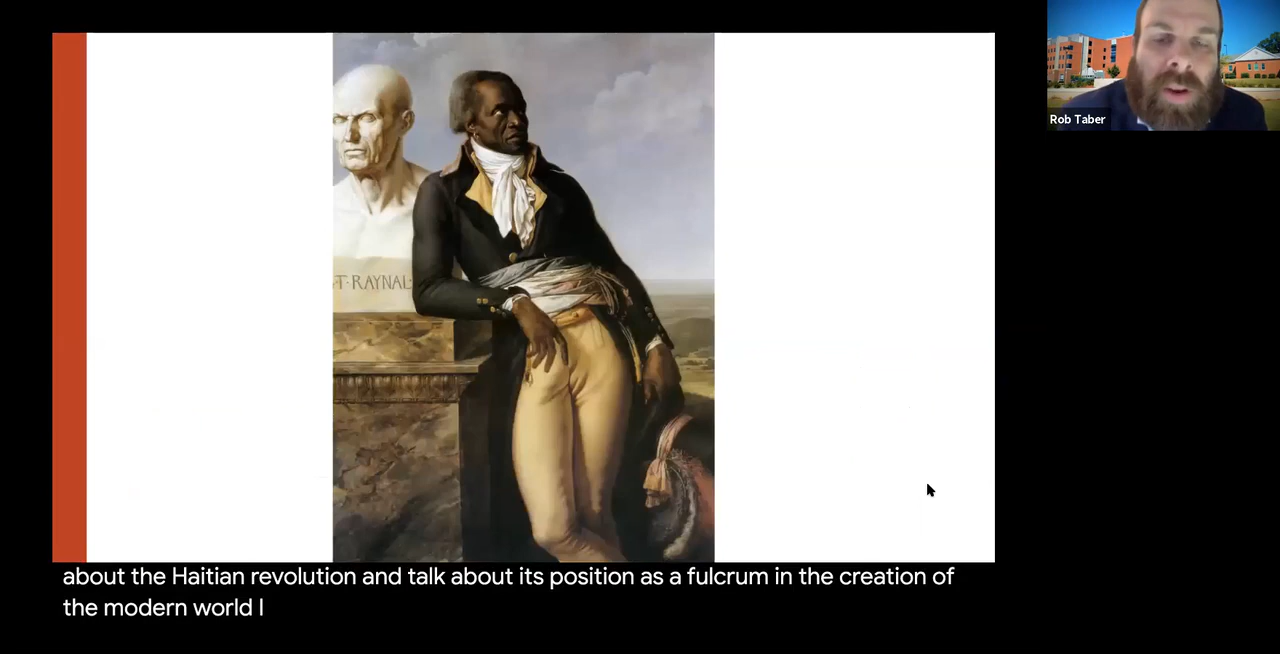 Rob Taber
T·RAYNAL
about the Haitian revolution and talk about its position as a fulcrum in the creation of
the modern world I